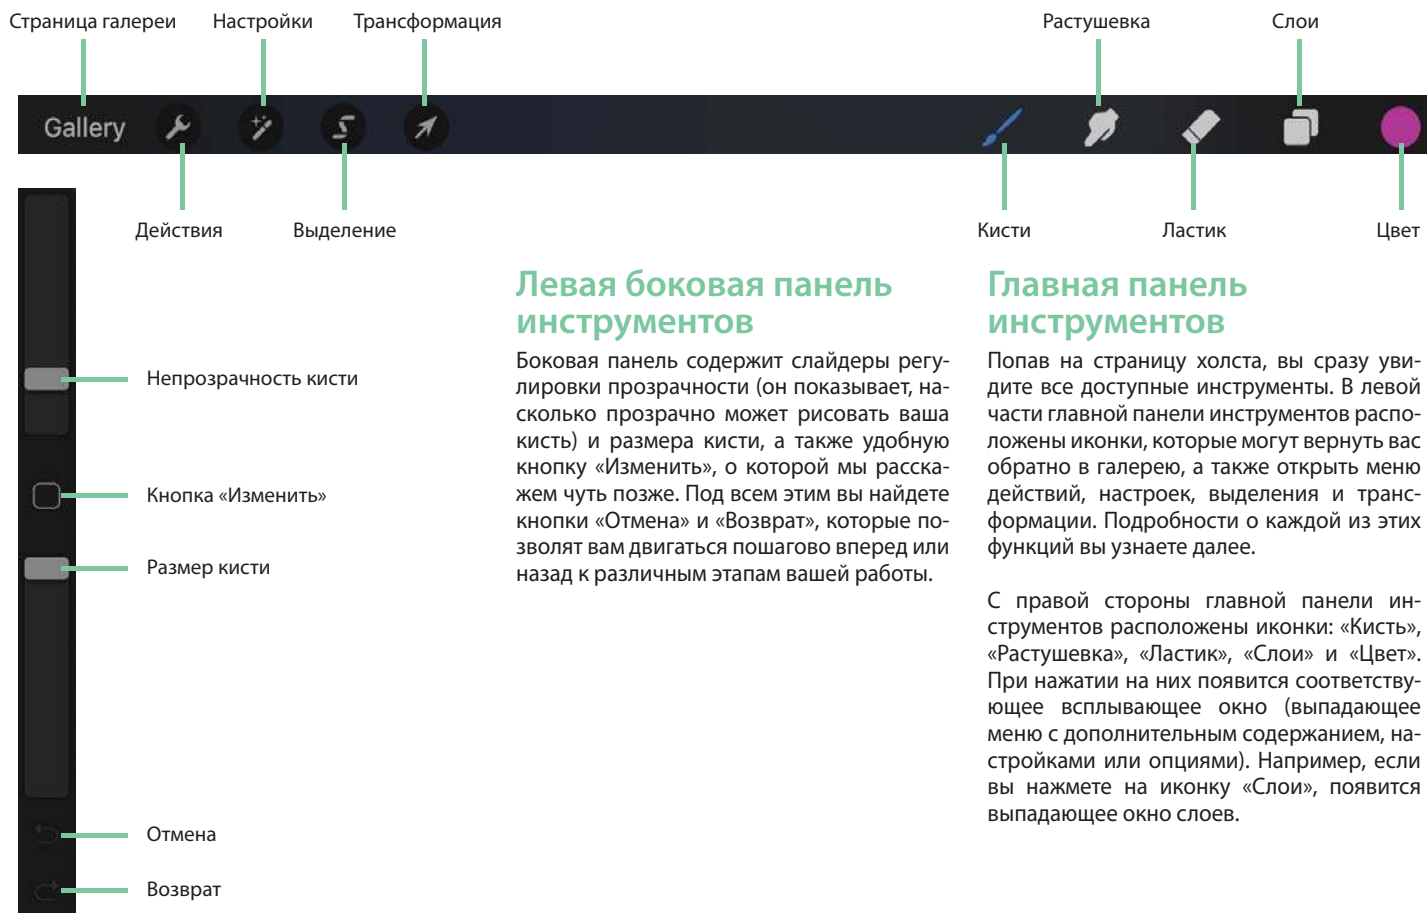 Страница галереи
Настройки
Трансформация
Растушевка
Слои
Gallery
Действия
Выделение
Кисти
Ластик
Цвет
Непрозрачность кисти
Кнопка «Изменить»
Размер кисти
Отмена
Возврат
Левая боковая панель
инструментов
Боковая панель содержит слайдеры регу-
лировки прозрачности (он показывает, на-
сколько прозрачно может рисовать ваша
кисть) и размера кисти, а также удобную
кнопку «Изменить», о которой мы расска-
жем чуть позже. Под всем этим вы найдете
кнопки «Отмена» и «Возврат», которые по-
зволят вам двигаться пошагово вперед или
назад к различным этапам вашей работы.
Главная панель
инструментов
Попав на страницу холста, вы сразу уви-
дите все доступные инструменты. В левой
части главной панели инструментов распо-
ложены иконки, которые могут вернуть вас
обратно в галерею, а также открыть меню
действий, настроек, выделения и транс-
формации. Подробности о каждой из этих
функций вы узнаете далее.
С правой стороны главной панели ин-
струментов расположены иконки: «Кисть»,
«Растушевка», «Ластик», «Слои» и «Цвет».
При нажатии на них появится соответству-
ющее всплывающее окно (выпадающее
меню с дополнительным содержанием, на-
стройками или опциями). Например, если
вы нажмете на иконку «Слои», появится
выпадающее окно слоев.